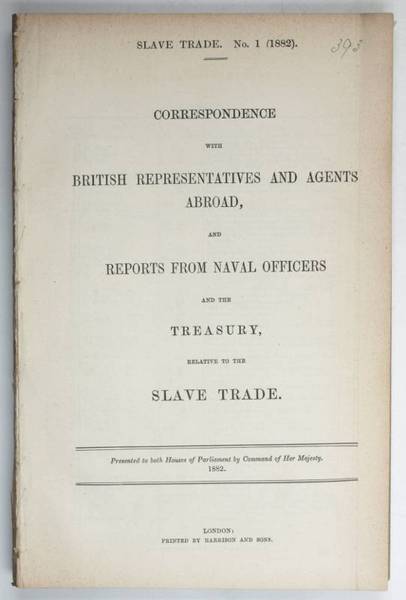 SLAVE TRADE. No. 1 (1882).
393
CORRESPONDENCE
WITH
BRITISH REPRESENTATIVES AND AGENTS
ABROAD,
AND
REPORTS FROM NAVAL OFFICERS
AND THE
TREASURY,
RELATIVE TO THE
SLAVE TRADE.
Presented to both Houses of Parliament by Command of Her Majesty.
1882.
LONDON:
PRINTED BY HARRISON AND SONS.